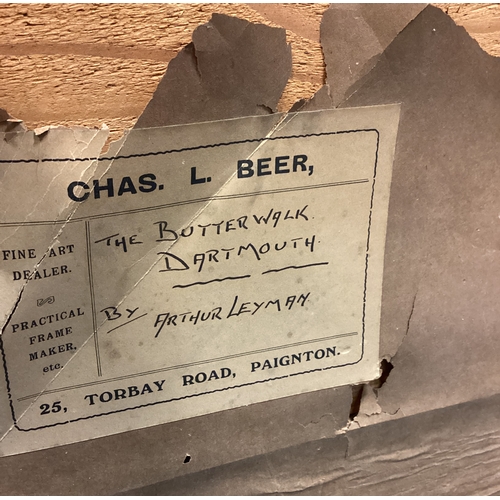 CHAS. L. BEER,
FINE ART
DEALER.
PRACTICAL
FRAME
MAKER,
etc.
THE BUTTERWALK.
DARTMOUTH.
BY ARTHUR LEYMAN.
25, TORBAY ROAD, PAIGNTON.